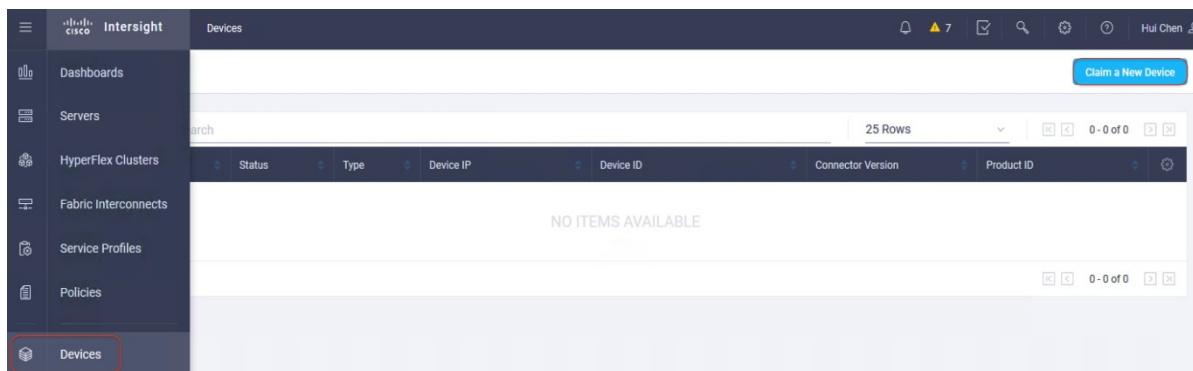 cisco Intersight Devices 7 Hui Chen
Dashboards Claim a New Device
Servers
arch 25 Rows 0 - 0 of 0
HyperFlex Clusters Status Type Device IP Device ID Connector Version Product ID
Fabric Interconnects
NO ITEMS AVAILABLE
Service Profiles
0 - 0 of 0
Policies
Devices